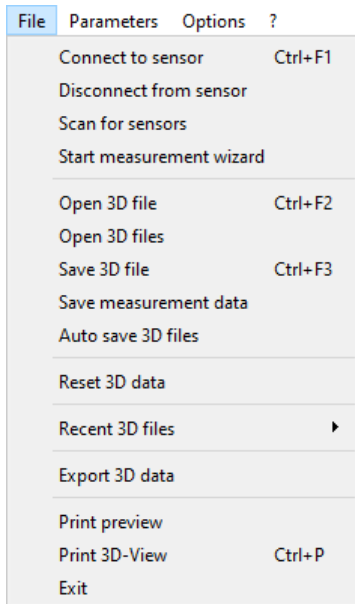 File Parameters Options ?
Connect to sensor Ctrl+F1
Disconnect from sensor
Scan for sensors
Start measurement wizard
Open 3D file Ctrl+F2
Open 3D files
Save 3D file Ctrl+F3
Save measurement data
Auto save 3D files
Reset 3D data
Recent 3D files
Export 3D data
Print preview
Print 3D-View Ctrl+P
Exit